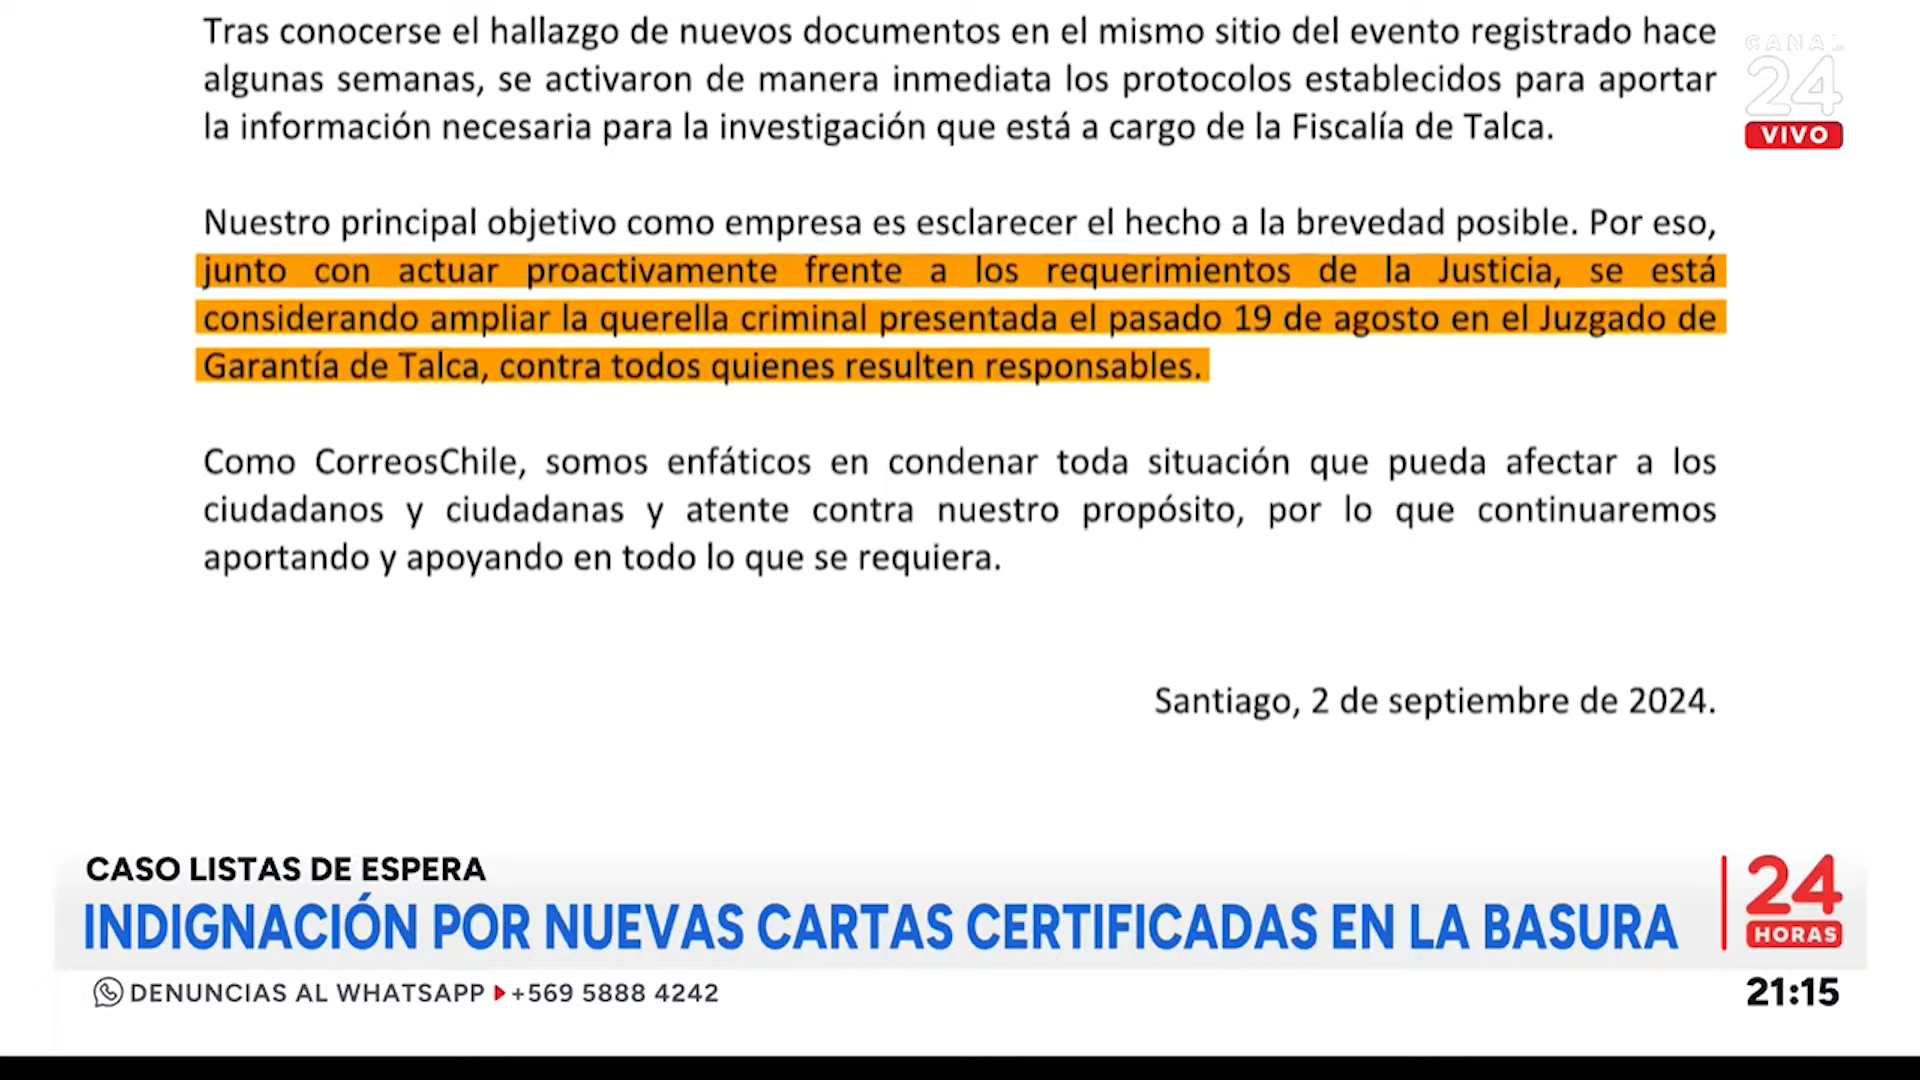 Tras conocerse el hallazgo de nuevos documentos en el mismo sitio del evento registrado hace
algunas semanas, se activaron de manera inmediata los protocolos establecidos para aportar
la información necesaria para la investigación que está a cargo de la Fiscalía de Talca.
Nuestro principal objetivo como empresa es esclarecer el hecho a la brevedad posible. Por eso,
junto con actuar proactivamente frente a los requerimientos de la Justicia, se está
considerando ampliar la querella criminal presentada el pasado 19 de agosto en el Juzgado de
Garantía de Talca, contra todos quienes resulten responsables.
Como CorreosChile, somos enfáticos en condenar toda situación que pueda afectar a los
ciudadanos y ciudadanas y atente contra nuestro propósito, por lo que continuaremos
aportando y apoyando en todo lo que se requiera.
Santiago, 2 de septiembre de 2024.
CANAL
24
VIVO
CASO LISTAS DE ESPERA
INDIGNACIÓN POR NUEVAS CARTAS CERTIFICADAS EN LA BASURA
24
HORAS
DENUNCIAS AL WHATSAPP +569 5888 4242
21:15